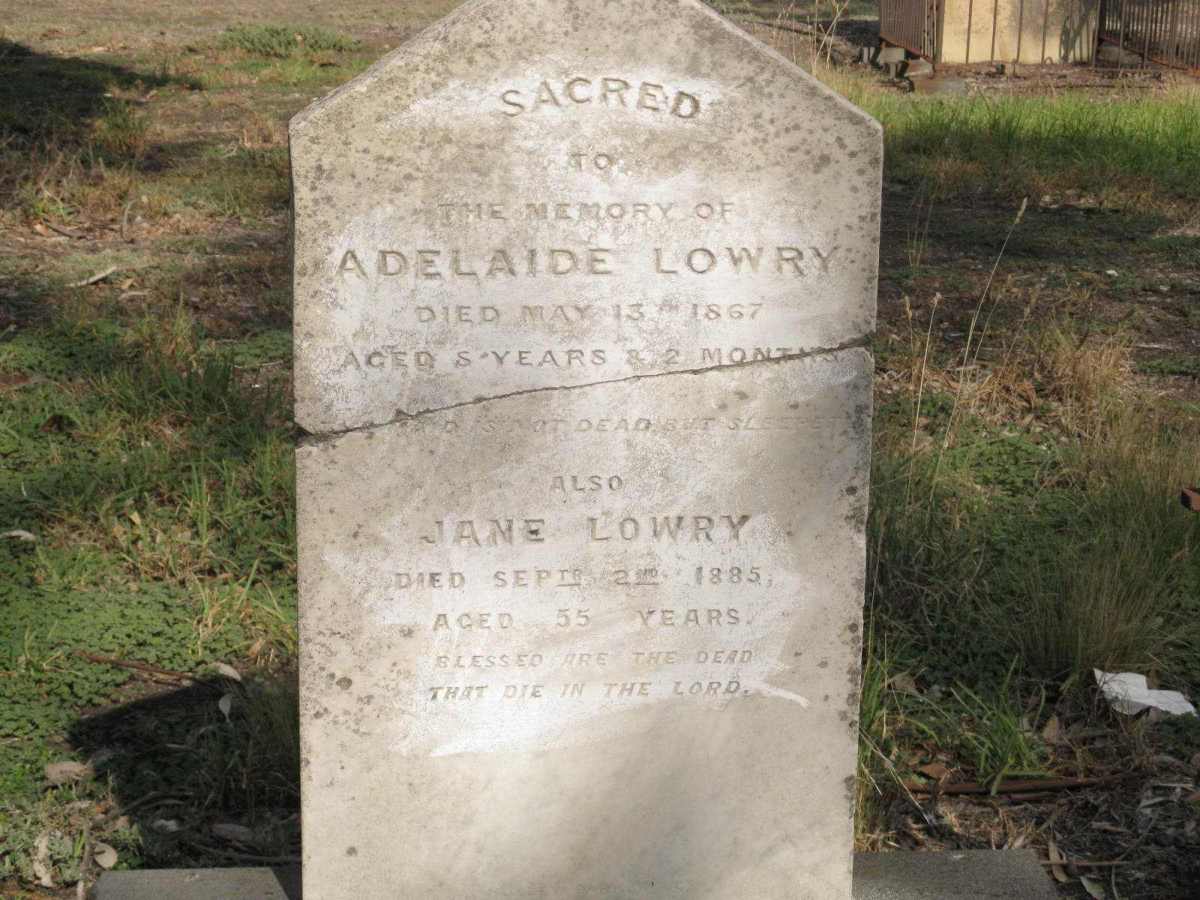 SACRED
TO
THE MEMORY OF
ADELAIDE LOWRY
DIED MAY 13TH 1867
AGED 8 YEARS & 2 MONTHS
IS NOT DEAD BUT SLEEPETH
ALSO
JANE LOWRY
DIED SEPTR 2ND 1885,
AGED 55 YEARS.
BLESSED ARE THE DEAD
THAT DIE IN THE LORD.